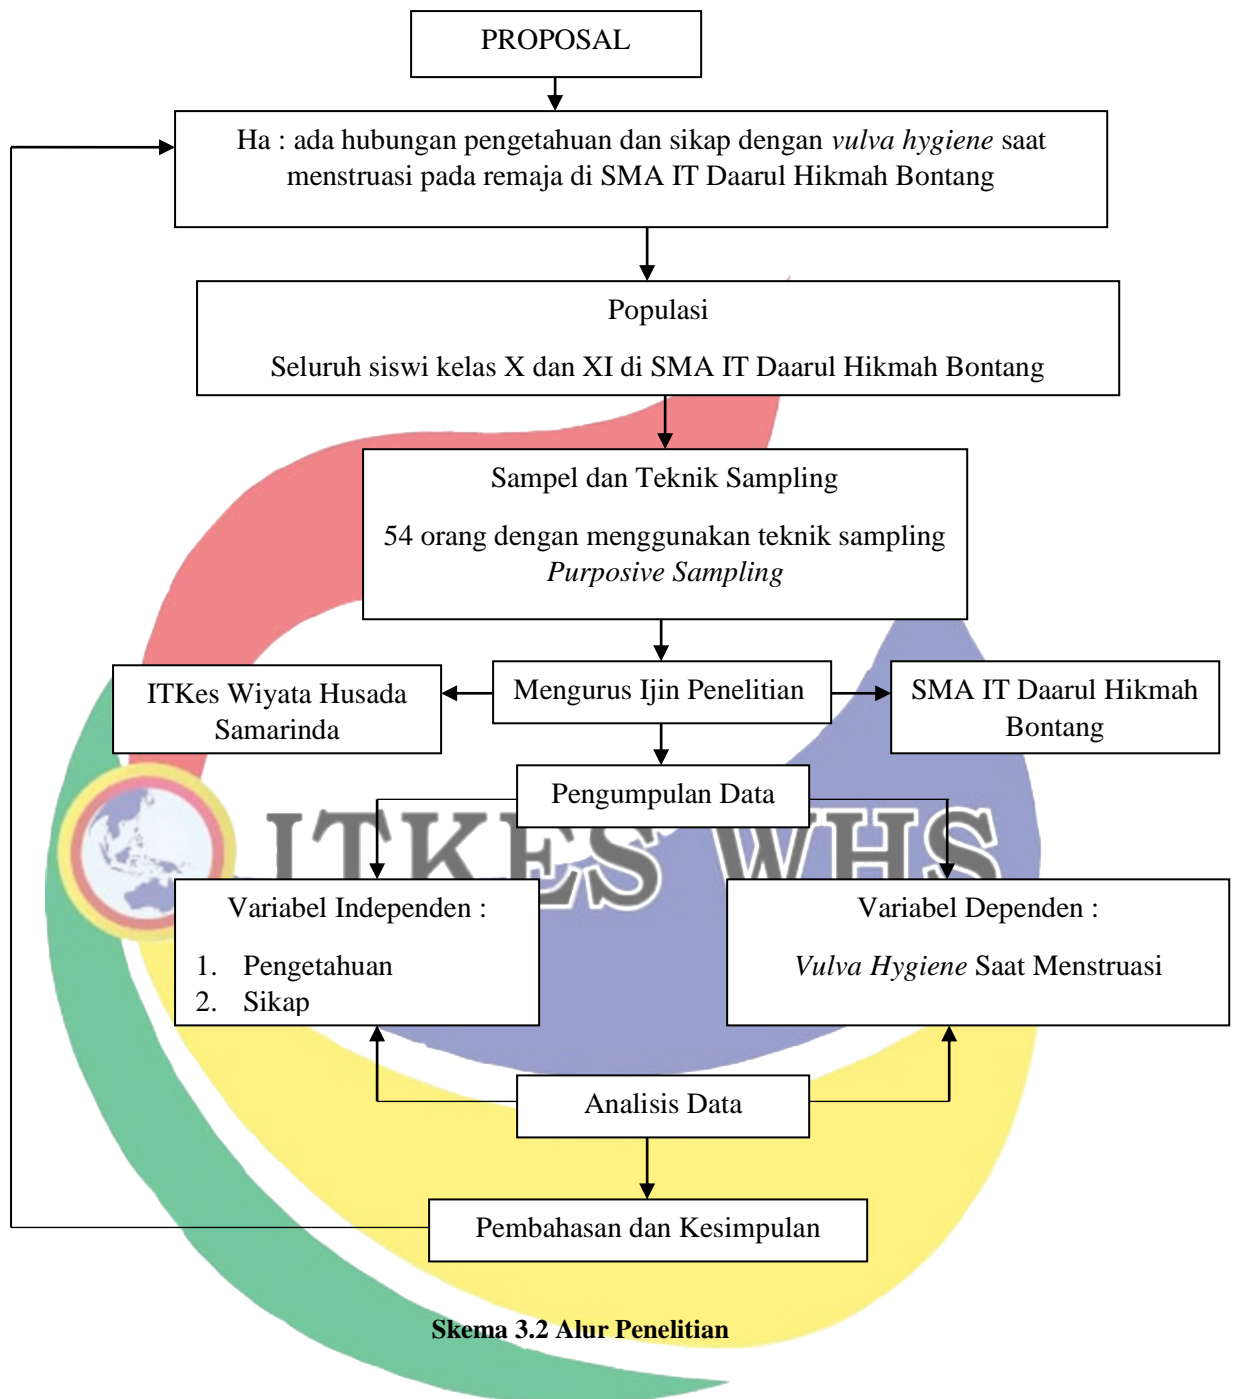 PROPOSAL
Ha : ada hubungan pengetahuan dan sikap dengan vulva hygiene saat
menstruasi pada remaja di SMA IT Daarul Hikmah Bontang
Populasi
Seluruh siswi kelas X dan XI di SMA IT Daarul Hikmah Bontang
Sampel dan Teknik Sampling
54 orang dengan menggunakan teknik sampling
Purposive Sampling
ITKes Wiyata Husada
Samarinda
Mengurus Ijin Penelitian
SMA IT Daarul Hikmah
Bontang
Pengumpulan Data
ITKES WHS
Variabel Independen :
1. Pengetahuan
2. Sikap
Variabel Dependen :
Vulva Hygiene Saat Menstruasi
Analisis Data
Pembahasan dan Kesimpulan
Skema 3.2 Alur Penelitian